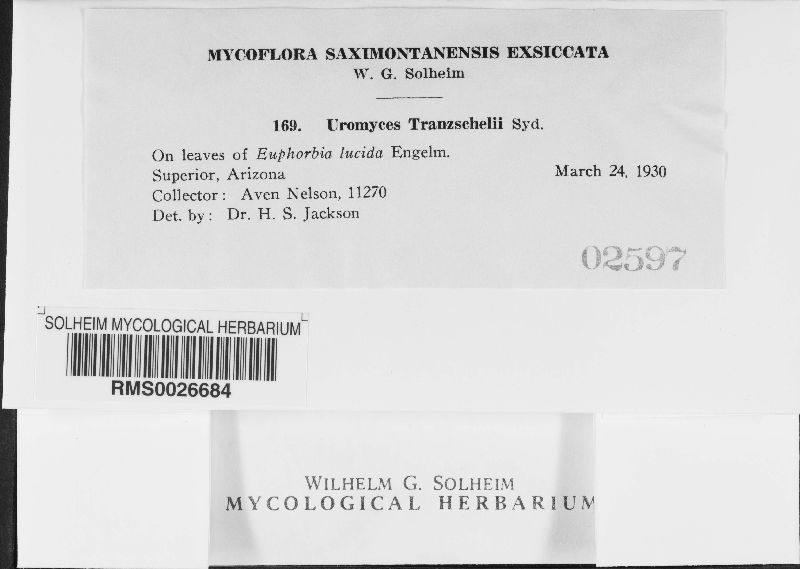 MYCOFLORA SAXIMONTANENSIS EXSICCATA
W. G. Solheim
169. Uromyces Tranzschelii Syd.
On leaves of Euphorbia lucida Engelm.
Superior, Arizona March 24, 1930
Collector: Aven Nelson, 11270
Det. by: Dr. H. S. Jackson
02597
SOLHEIM MYCOLOGICAL HERBARIUM
RMS0026684
WILHELM G. SOLHEIM
MYCOLOGICAL HERBARIUM